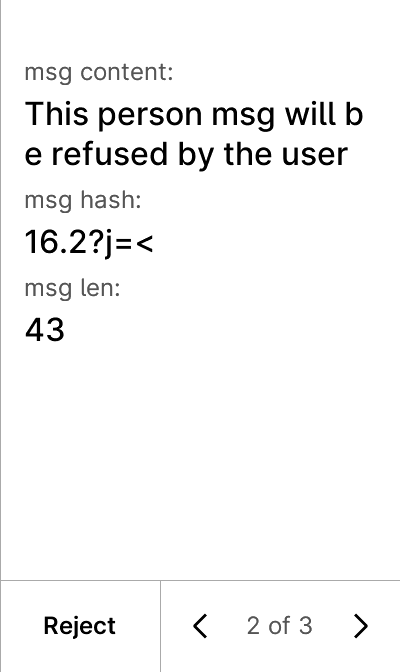 msg content:
This person msg will b
e refused by the user
msg hash:
16.2?j=<
msg len:
43
Reject
2 of 3